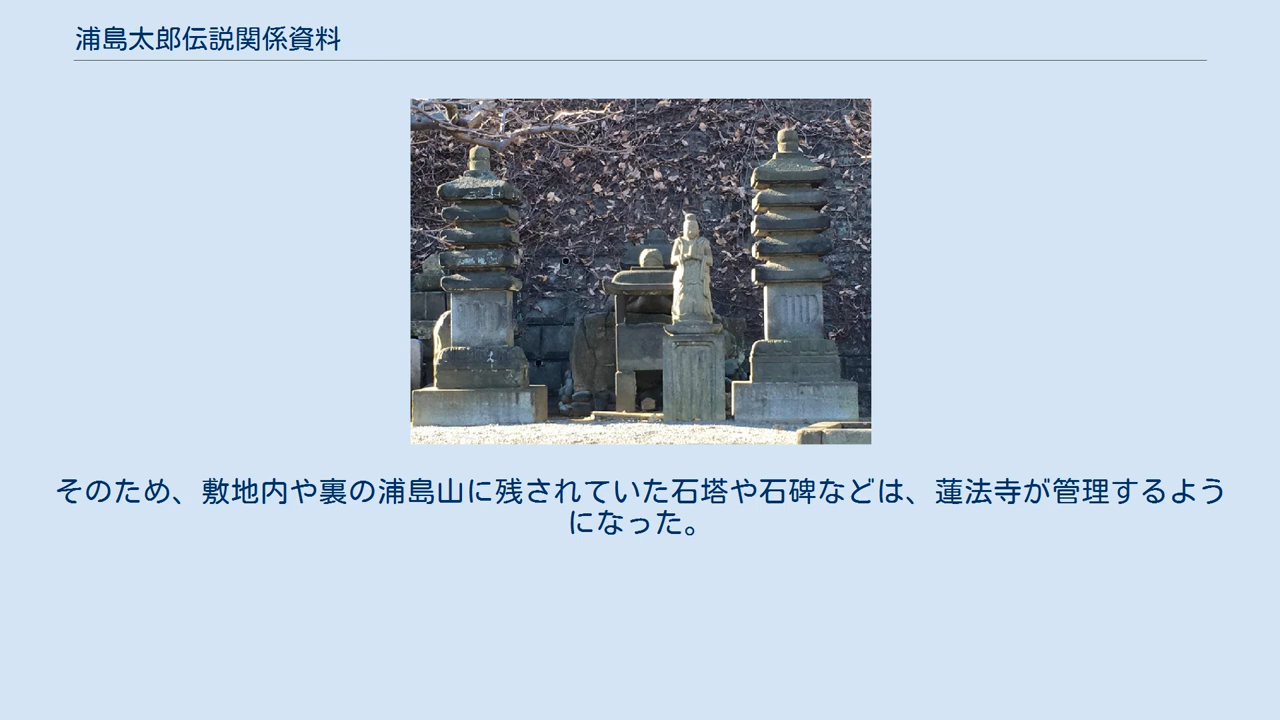 浦島太郎伝説関係資料
そのため、敷地内や裏の浦島山に残されていた石塔や石碑などは、蓮法寺が管理するよう
になった。